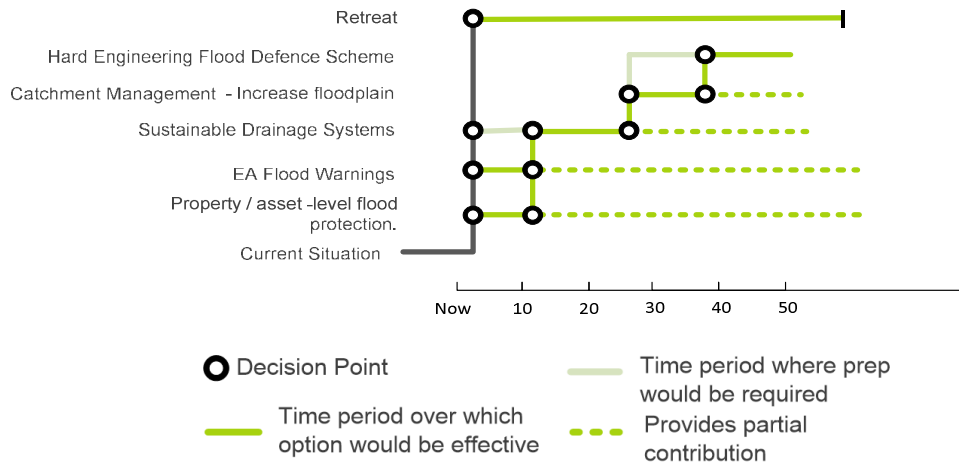 Retreat
Hard Engineering Flood Defence Scheme
Catchment Management - Increase floodplain
Sustainable Drainage Systems
EA Flood Warnings
Property / asset -level flood
protection.
Current Situation
Now 10 20 30 40 50
Decision Point
Time period where prep
would be required
Time period over which
option would be effective
Provides partial
contribution